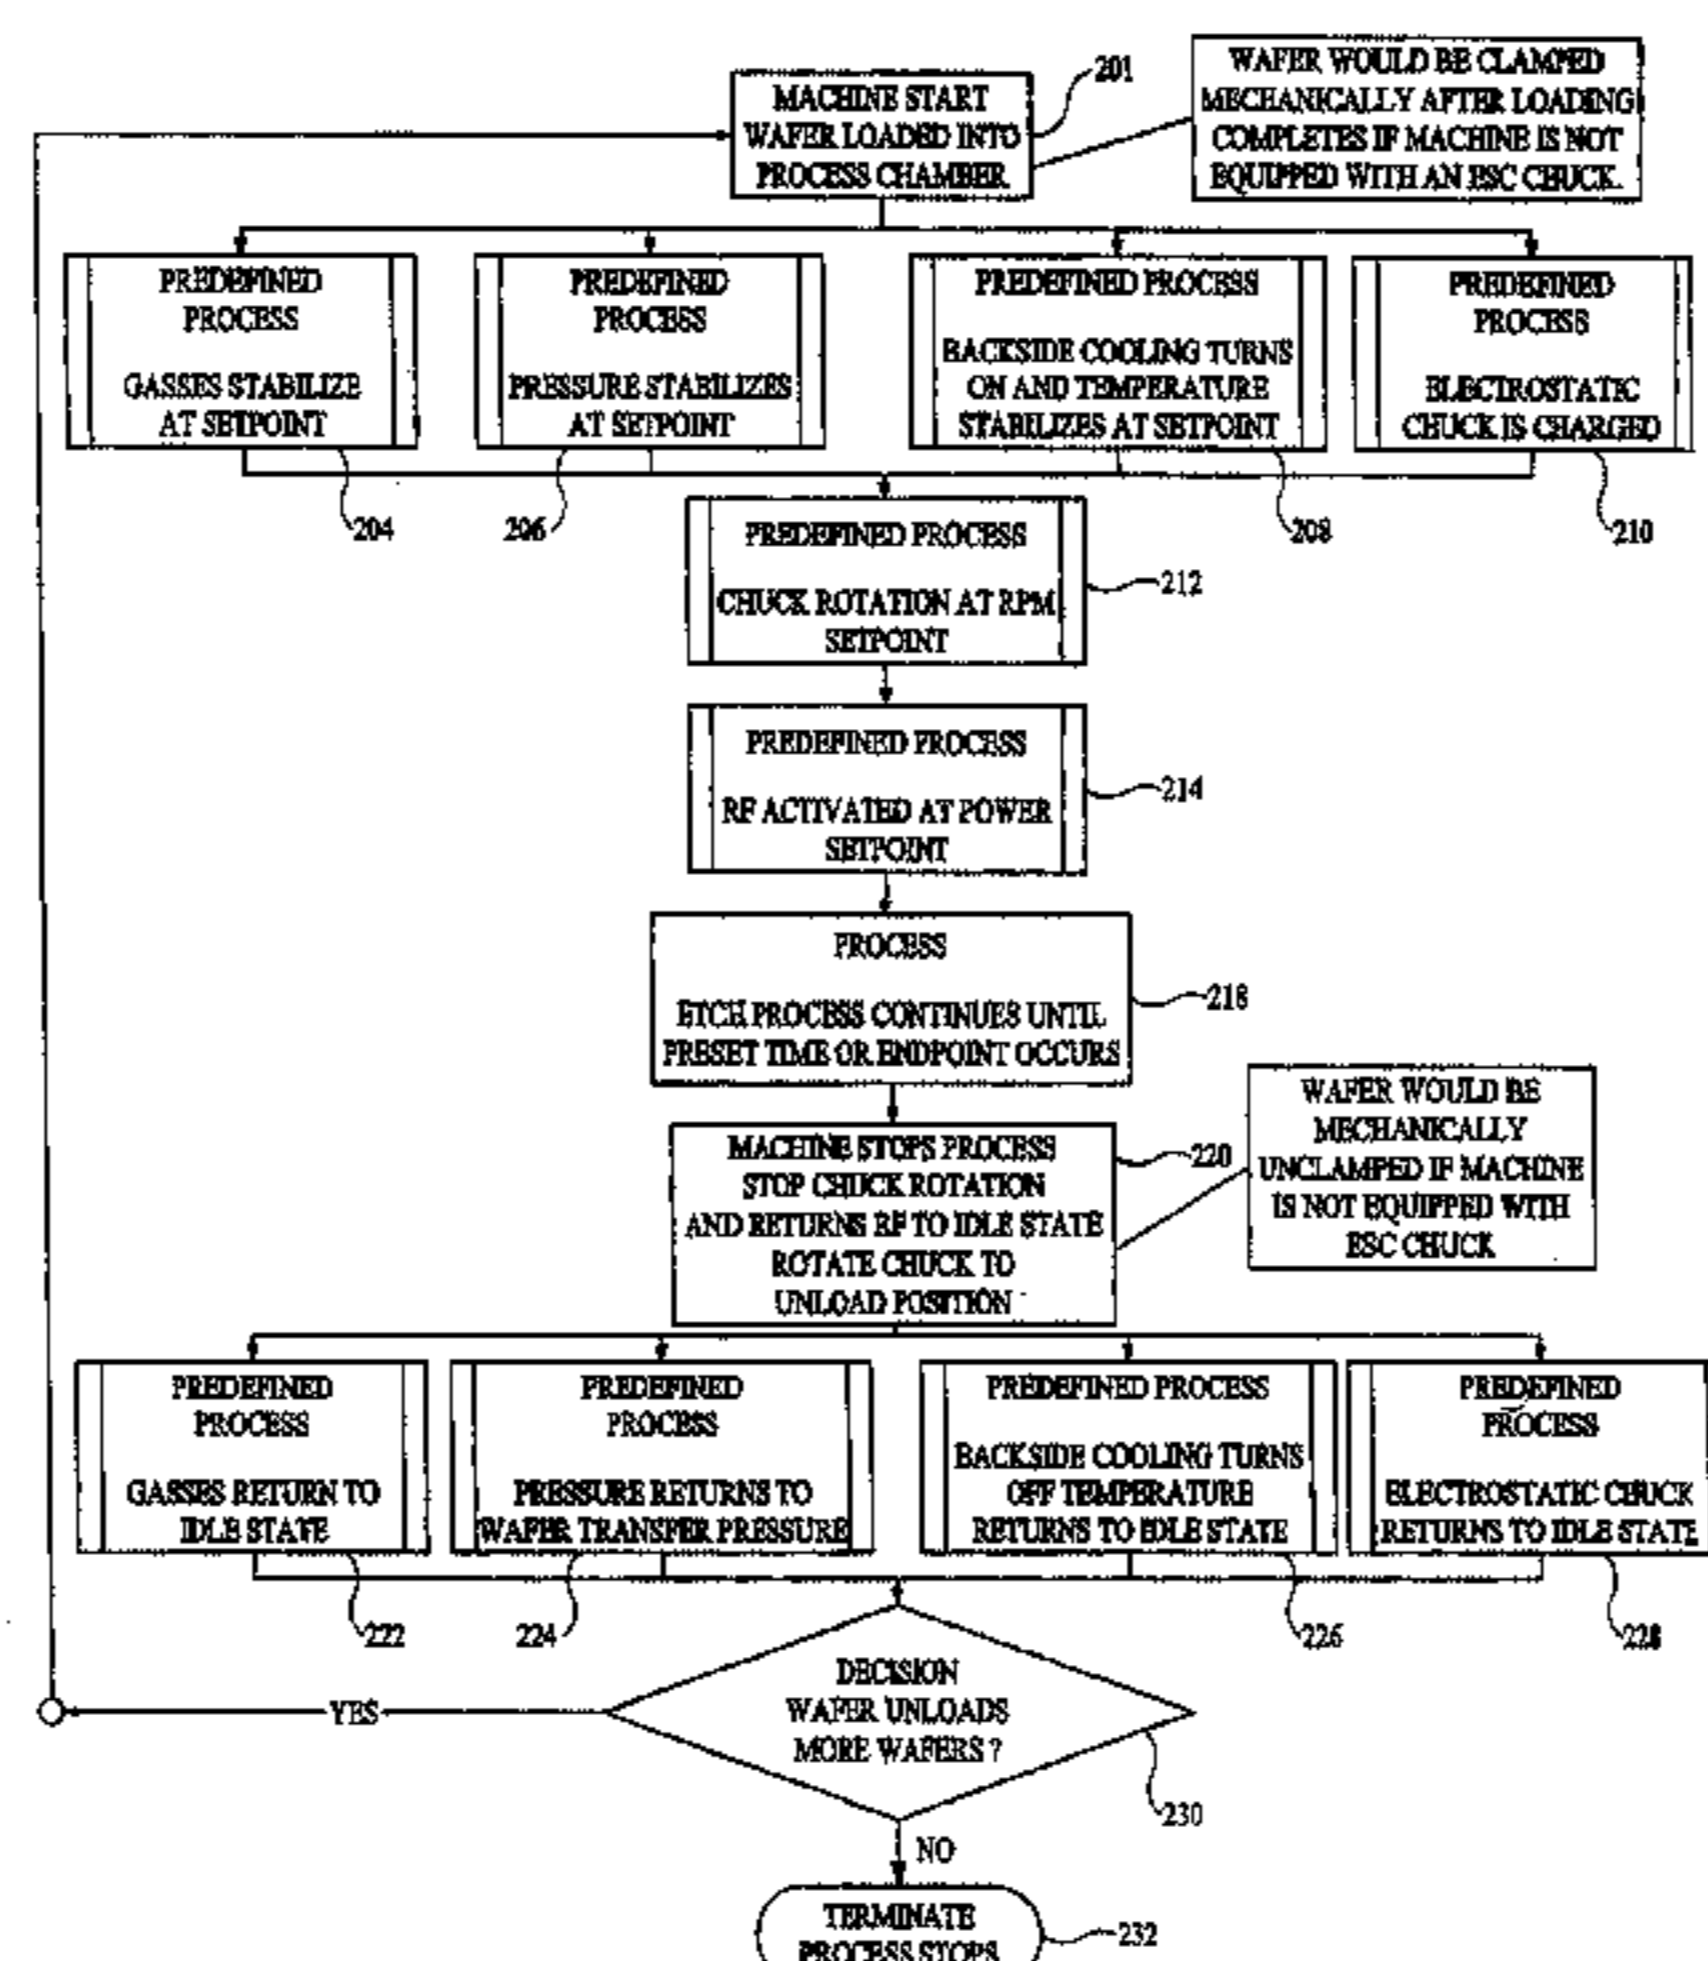 MACHINE START
WAFER LOADED INTO
PROCESS CHAMBER
201
WAFER WOULD BE CLAMPED
MECHANICALLY AFTER LOADING
COMPLETES IF MACHINE IS NOT
EQUIPPED WITH AN ESC CHUCK.
PREDEFINED
PROCESS
GASSES STABILIZE
AT SETPOINT
204
PREDEFINED
PROCESS
PRESSURE STABILIZES
AT SETPOINT
206
PREDEFINED PROCESS
BACKSIDE COOLING TURNS
ON AND TEMPERATURE
STABILIZES AT SETPOINT
208
PREDEFINED
PROCESS
ELECTROSTATIC
CHUCK IS CHARGED
210
PREDEFINED PROCESS
CHUCK ROTATION AT RPM
SETPOINT
212
PREDEFINED PROCESS
RF ACTIVATED AT POWER
SETPOINT
214
PROCESS
ETCH PROCESS CONTINUES UNTIL
PRESET TIME OR ENDPOINT OCCURS
218
MACHINE STOPS PROCESS
STOP CHUCK ROTATION
AND RETURNS RF TO IDLE STATE
ROTATE CHUCK TO
UNLOAD POSITION
220
WAFER WOULD BE
MECHANICALLY
UNCLAMPED IF MACHINE
IS NOT EQUIPPED WITH
ESC CHUCK
PREDEFINED
PROCESS
GASSES RETURN TO
IDLE STATE
222
PREDEFINED
PROCESS
PRESSURE RETURNS TO
WAFER TRANSFER PRESSURE
224
PREDEFINED PROCESS
BACKSIDE COOLING TURNS
OFF TEMPERATURE
RETURNS TO IDLE STATE
226
PREDEFINED
PROCESS
ELECTROSTATIC CHUCK
RETURNS TO IDLE STATE
228
DECISION
WAFER UNLOADS
MORE WAFERS ?
230
YES
NO
TERMINATE
PROCESS STOPS
232